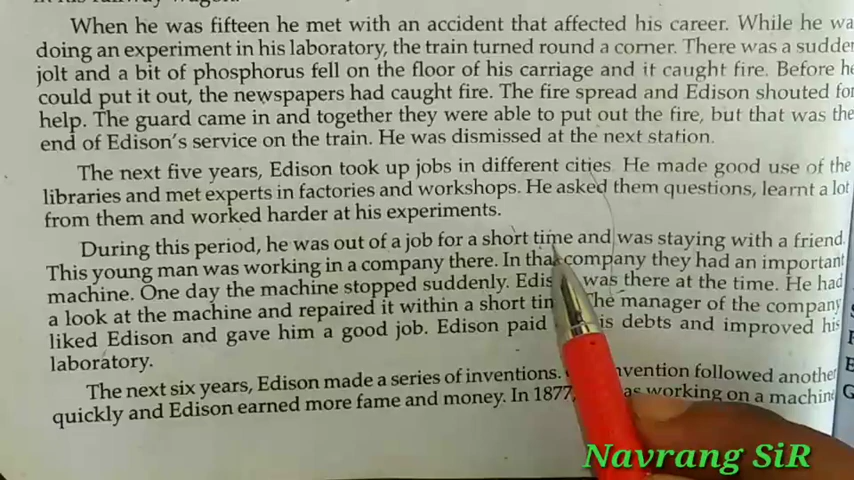 in his railway wagon.
When he was fifteen he met with an accident that affected his career. While he wa
doing an experiment in his laboratory, the train turned round a corner. There was a sudden
jolt and a bit of phosphorus fell on the floor of his carriage and it caught fire. Before he
could put it out, the newspapers had caught fire. The fire spread and Edison shouted for
help. The guard came in and together they were able to put out the fire, but that was the
end of Edison's service on the train. He was dismissed at the next station.
The next five years, Edison took up jobs in different cities. He made good use of the
libraries and met experts in factories and workshops. He asked them questions, learnt a lot
from them and worked harder at his experiments.
During this period, he was out of a job for a short time and was staying with a friend.
This young man was working in a company there. In that company they had an important
machine. One day the machine stopped suddenly. Edis was there at the time. He had
a look at the machine and repaired it within a short tim The manager of the company
liked Edison and gave him a good job. Edison paid is debts and improved his
laboratory.
The next six years, Edison made a series of inventions. invention followed another
quickly and Edison earned more fame and money. In 1877, as working on a machine
Navrang SiR